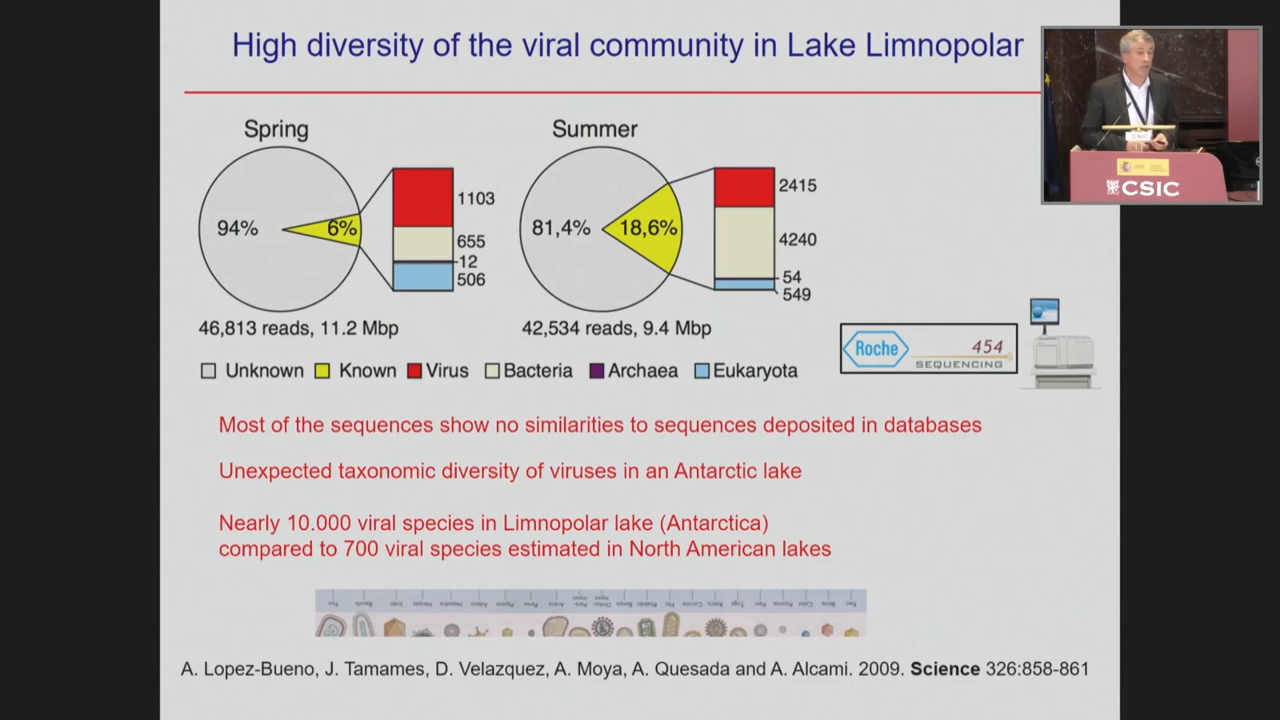 High diversity of the viral community in Lake Limnopolar
Spring
Summer
94%
6%
1103
655
12
506
81,4%
18,6%
2415
4240
54
549
46,813 reads, 11.2 Mbp
42,534 reads, 9.4 Mbp
Unknown Known Virus Bacteria Archaea Eukaryota
Roche
454
SEQUENCING
CSIC
CSIC
Most of the sequences show no similarities to sequences deposited in databases
Unexpected taxonomic diversity of viruses in an Antarctic lake
Nearly 10.000 viral species in Limnopolar lake (Antarctica)
compared to 700 viral species estimated in North American lakes
A. Lopez-Bueno, J. Tamames, D. Velazquez, A. Moya, A. Quesada and A. Alcami. 2009. Science 326:858-861